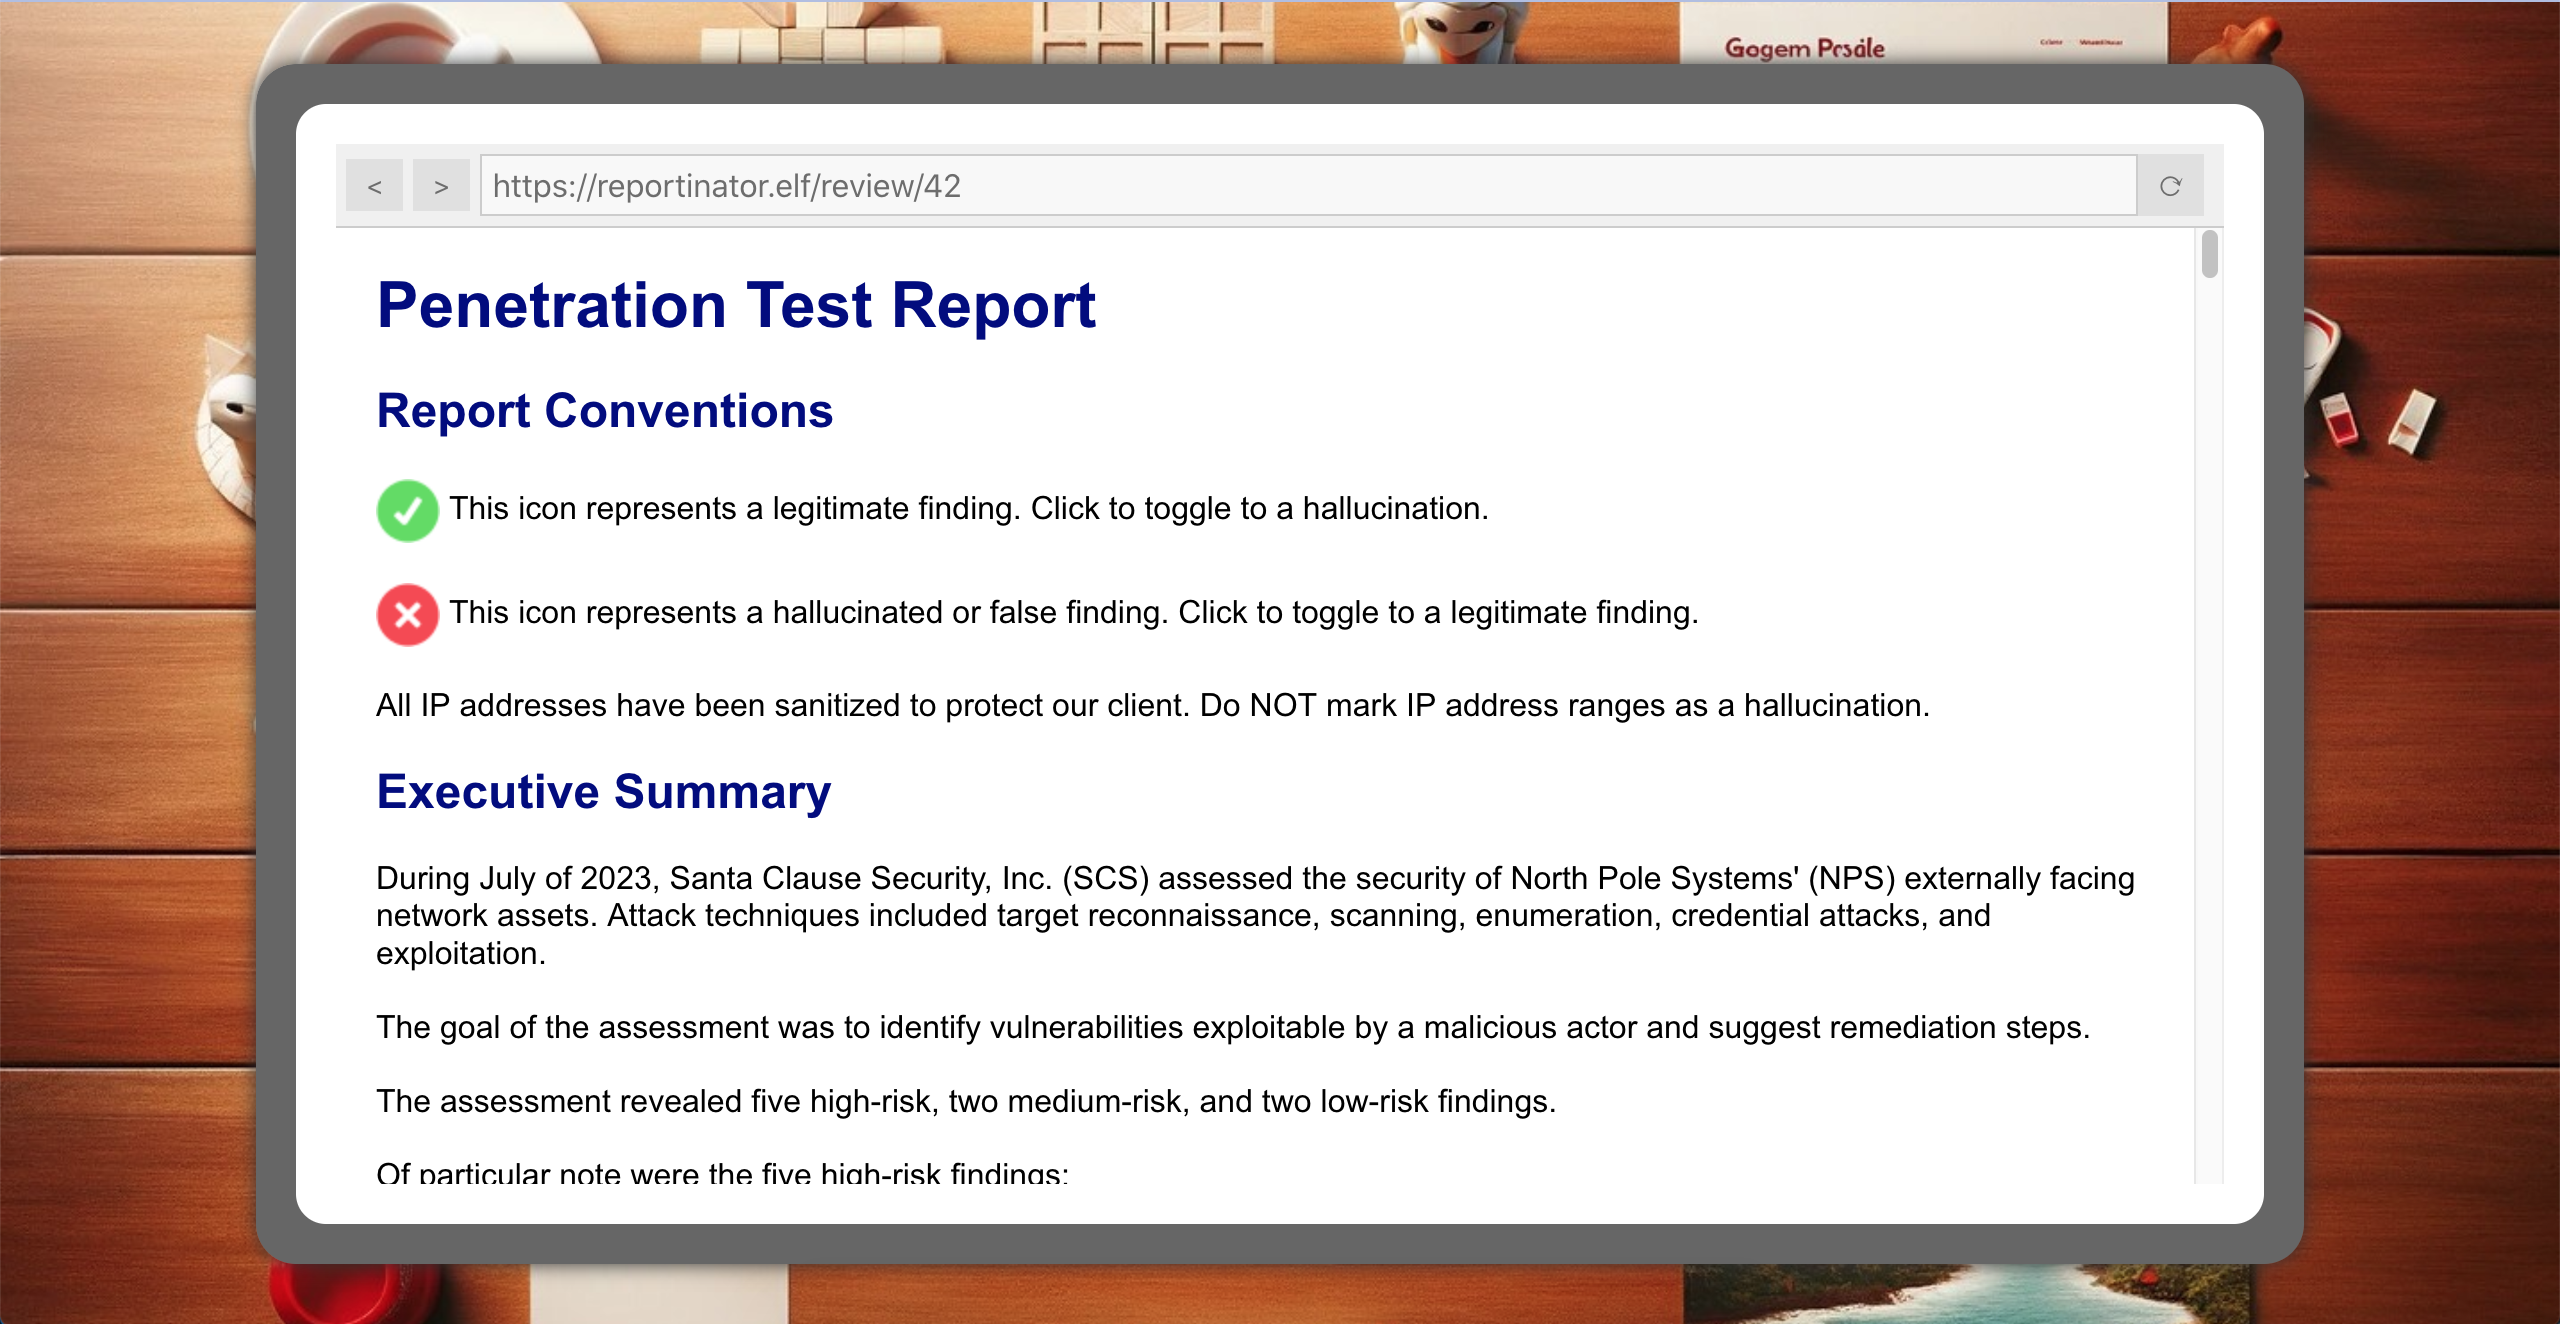 Gogem Prsále
< > https://reportinator.elf/review/42
Penetration Test Report
Report Conventions
This icon represents a legitimate finding. Click to toggle to a hallucination.
This icon represents a hallucinated or false finding. Click to toggle to a legitimate finding.
All IP addresses have been sanitized to protect our client. Do NOT mark IP address ranges as a hallucination.
Executive Summary
During July of 2023, Santa Clause Security, Inc. (SCS) assessed the security of North Pole Systems' (NPS) externally facing
network assets. Attack techniques included target reconnaissance, scanning, enumeration, credential attacks, and
exploitation.
The goal of the assessment was to identify vulnerabilities exploitable by a malicious actor and suggest remediation steps.
The assessment revealed five high-risk, two medium-risk, and two low-risk findings.
Of particular note were the five high-risk findings: